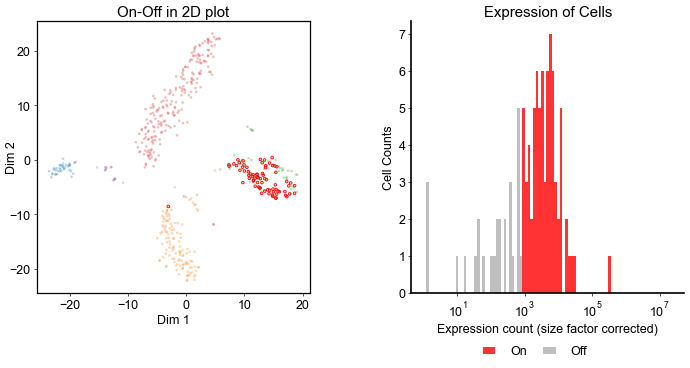 On-Off in 2D plot
Dim 2
20
10
0
−10
−20
−20 −10 0 10 20
Dim 1
Expression of Cells
Cell Counts
7
6
5
4
3
2
1
0
10^1 10^3 10^5 10^7
Expression count (size factor corrected)
On Off